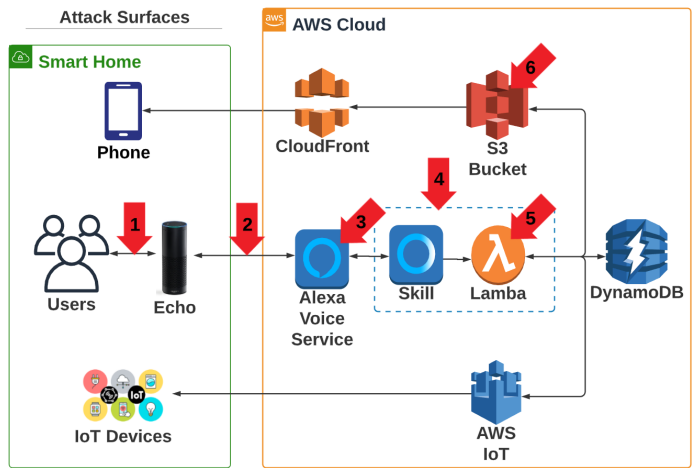 Attack Surfaces
aws
AWS Cloud
Smart Home
6
Phone
CloudFront
S3
Bucket
4
1
2
3
5
Users
Echo
Alexa
Voice
Service
Skill
Lamba
DynamoDB
IoT
IoT Devices
AWS
IoT